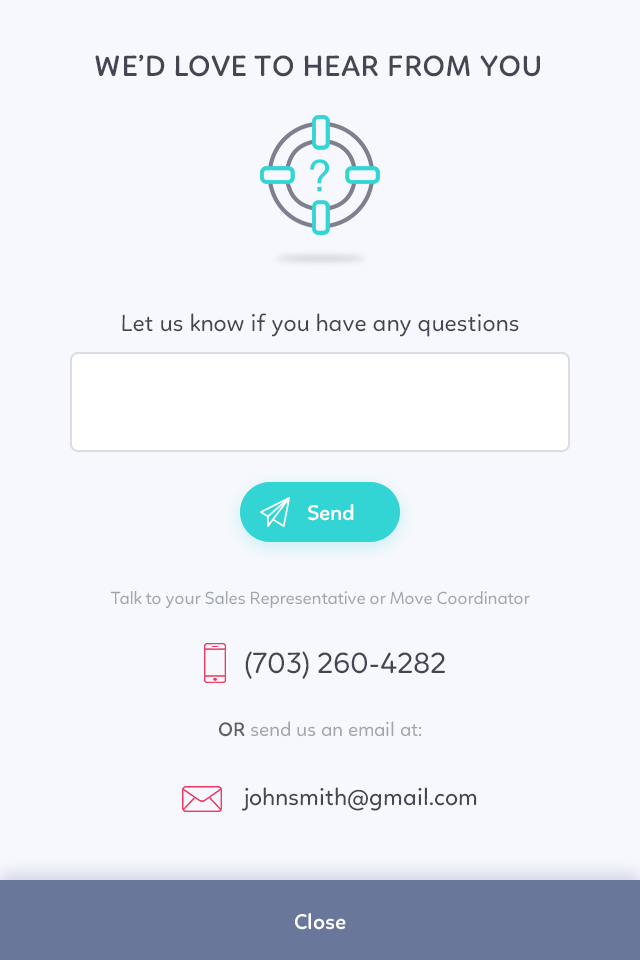 WE’D LOVE TO HEAR FROM YOU
?
Let us know if you have any questions
Send
Talk to your Sales Representative or Move Coordinator
(703) 260-4282
OR send us an email at:
johnsmith@gmail.com
Close